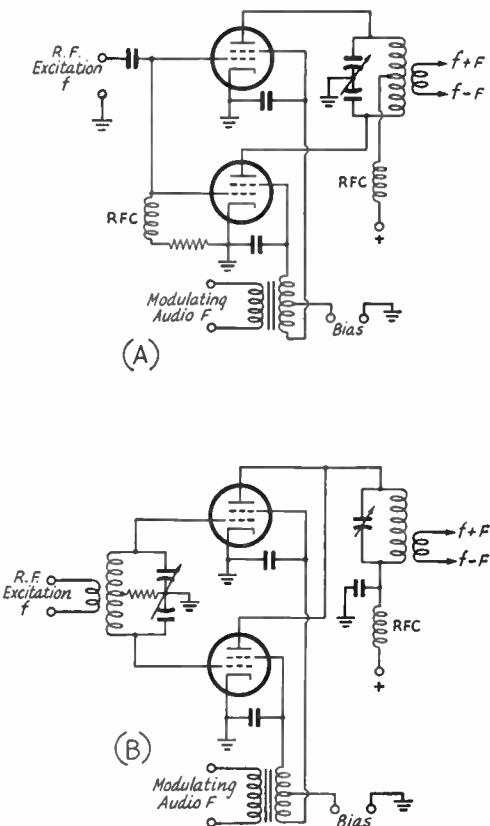 R.F.
Excitation
f
f+F
f-F
RFC
+
RFC
Modulating
Audio F
Bias
(A)
R.F.
Excitation
f
f+F
f-F
RFC
+
(B)
Modulating
Audio F
Bias